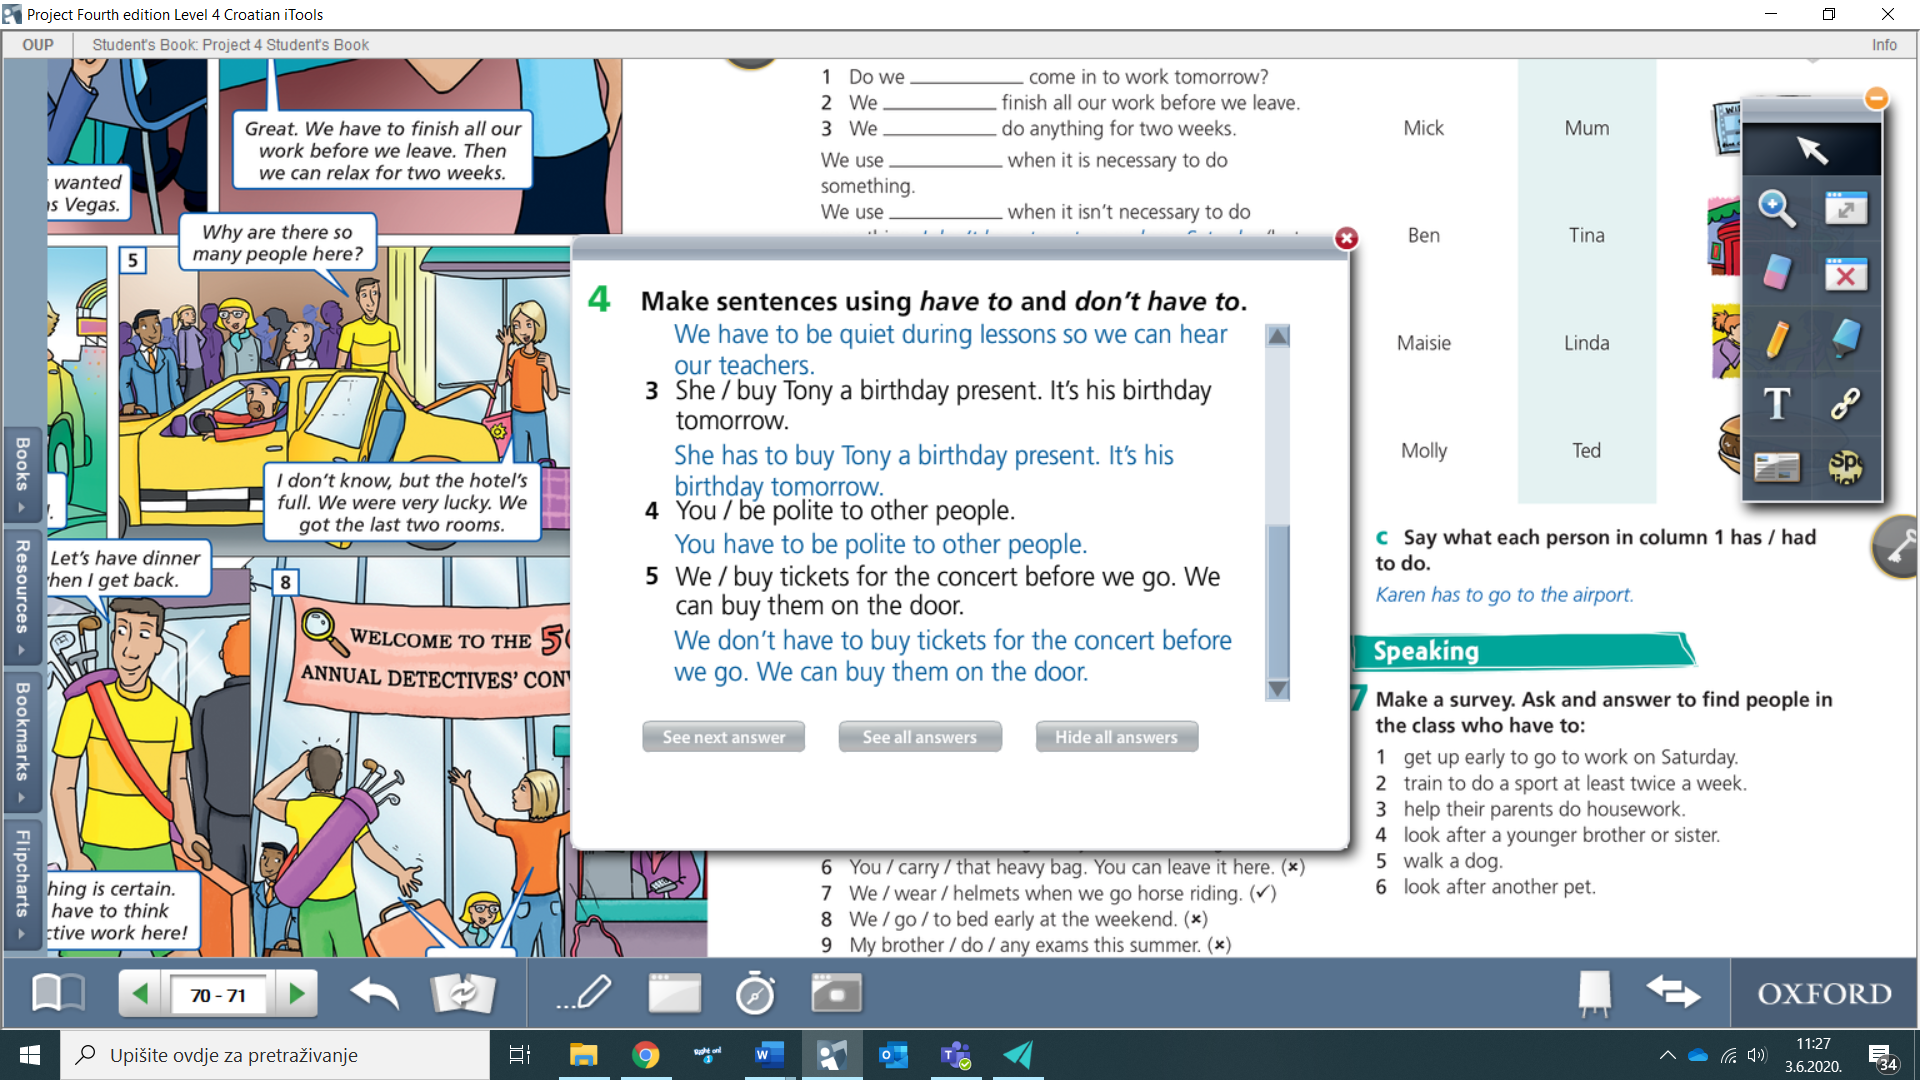 Project Fourth edition Level 4 Croatian iTools
OUP
Student's Book: Project 4 Student's Book
Info
wanted
s Vegas.
Great. We have to finish all our
work before we leave. Then
we can relax for two weeks.
Why are there so
many people here?
5
I don't know, but the hotel's
full. We were very lucky. We
got the last two rooms.
Let's have dinner
hen I get back.
8
WELCOME TO THE 50
ANNUAL DETECTIVES' CON
hing is certain.
have to think
ctive work here!
Books
Resources
Bookmarks
Flipcharts
1 Do we ____________ come in to work tomorrow?
2 We ____________ finish all our work before we leave.
3 We ____________ do anything for two weeks.
We use ____________ when it is necessary to do
something.
We use ____________ when it isn't necessary to do
4 Make sentences using have to and don't have to.
We have to be quiet during lessons so we can hear
our teachers.
3 She / buy Tony a birthday present. It's his birthday
tomorrow.
She has to buy Tony a birthday present. It's his
birthday tomorrow.
4 You / be polite to other people.
You have to be polite to other people.
5 We / buy tickets for the concert before we go. We
can buy them on the door.
We don't have to buy tickets for the concert before
we go. We can buy them on the door.
See next answer
See all answers
Hide all answers
6 You / carry / that heavy bag. You can leave it here. (✗)
7 We / wear / helmets when we go horse riding. (✓)
8 We / go / to bed early at the weekend. (✗)
9 My brother / do / any exams this summer. (✗)
Mick Mum
Ben Tina
Maisie Linda
Molly Ted
T
c Say what each person in column 1 has / had
to do.
Karen has to go to the airport.
Speaking
7 Make a survey. Ask and answer to find people in
the class who have to:
1 get up early to go to work on Saturday.
2 train to do a sport at least twice a week.
3 help their parents do housework.
4 look after a younger brother or sister.
5 walk a dog.
6 look after another pet.
70 - 71
OXFORD
Upišite ovdje za pretraživanje
11:27
3.6.2020.
34